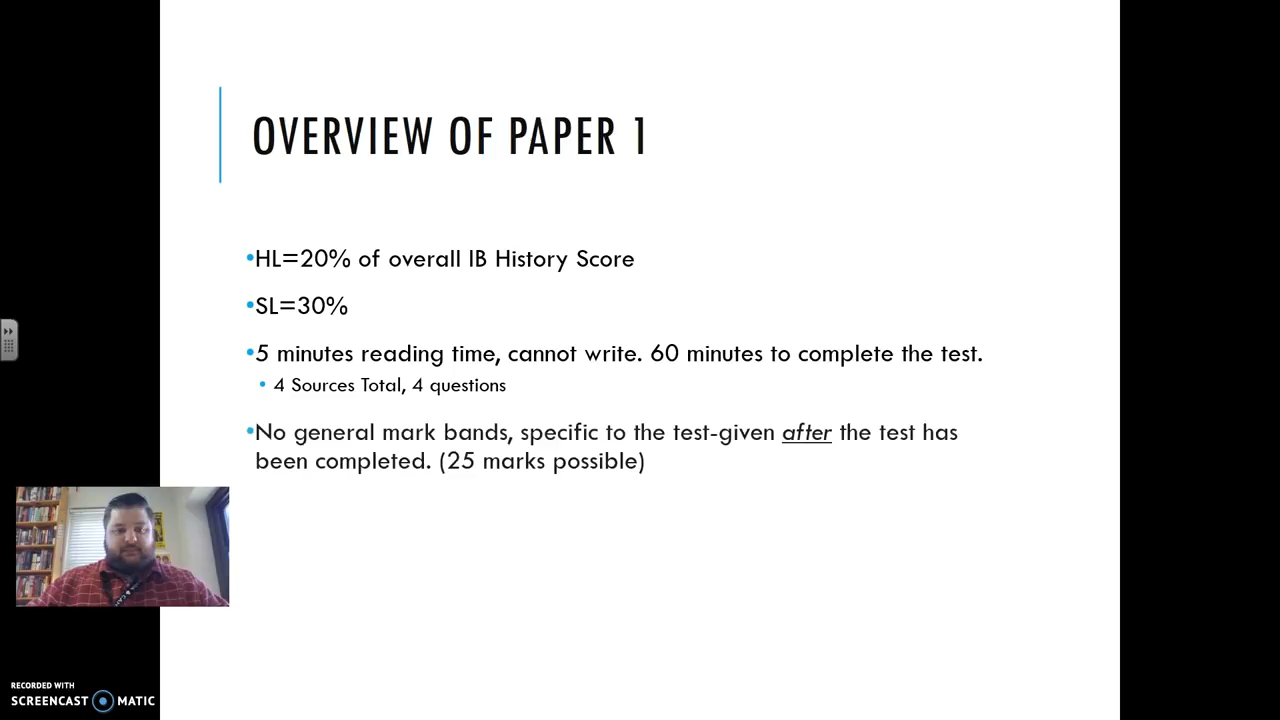 OVERVIEW OF PAPER 1
•HL=20% of overall IB History Score
•SL=30%
•5 minutes reading time, cannot write. 60 minutes to complete the test.
• 4 Sources Total, 4 questions
•No general mark bands, specific to the test-given after the test has
been completed. (25 marks possible)
RECORDED WITH
SCREENCAST MATIC